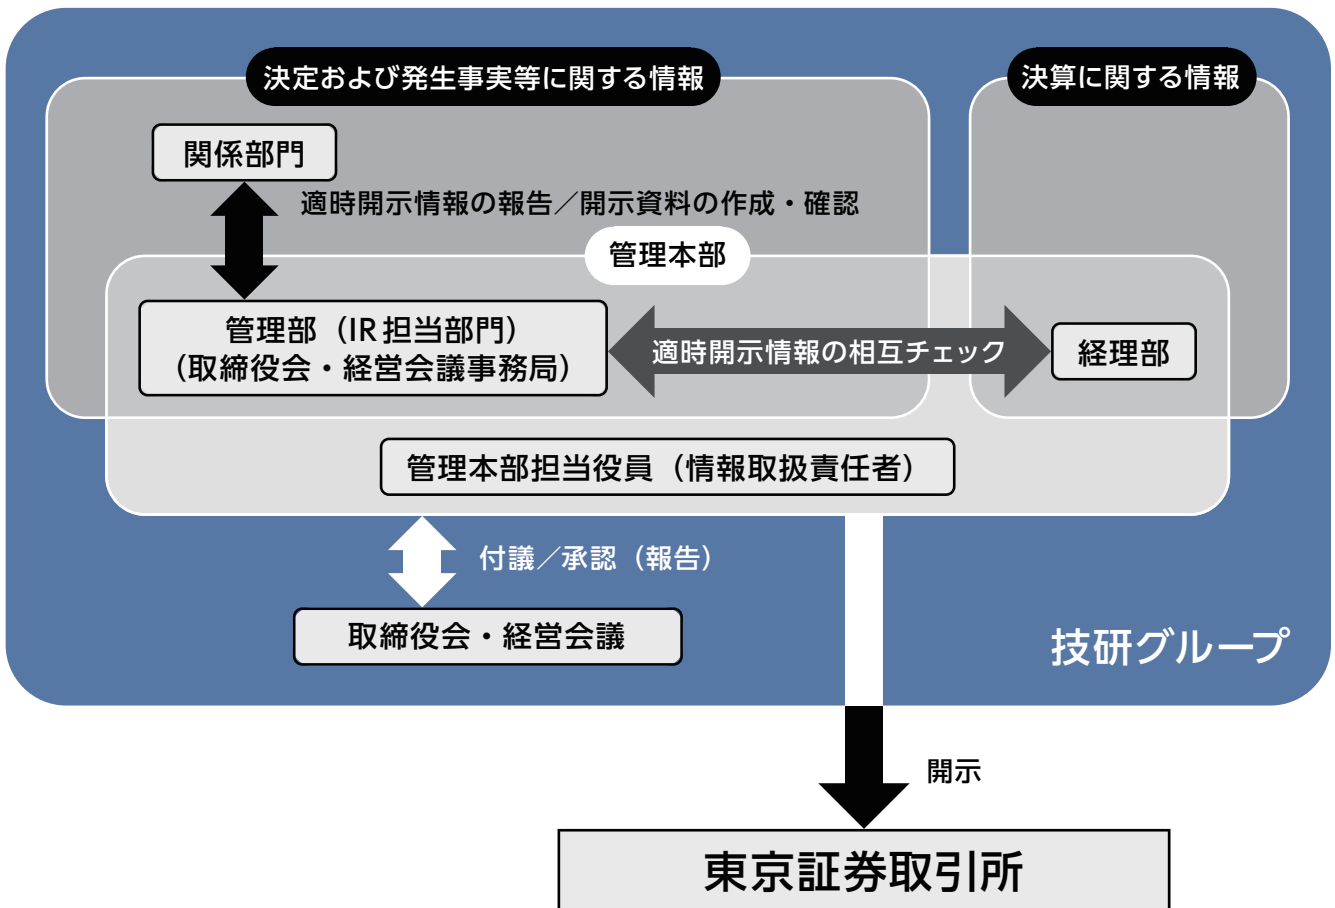 決定および発生事実等に関する情報
決算に関する情報
関係部門
適時開示情報の報告／開示資料の作成・確認
管理本部
管理部（IR担当部門）
（取締役会・経営会議事務局）
適時開示情報の相互チェック
経理部
管理本部担当役員（情報取扱責任者）
付議／承認（報告）
取締役会・経営会議
技研グループ
開示
東京証券取引所